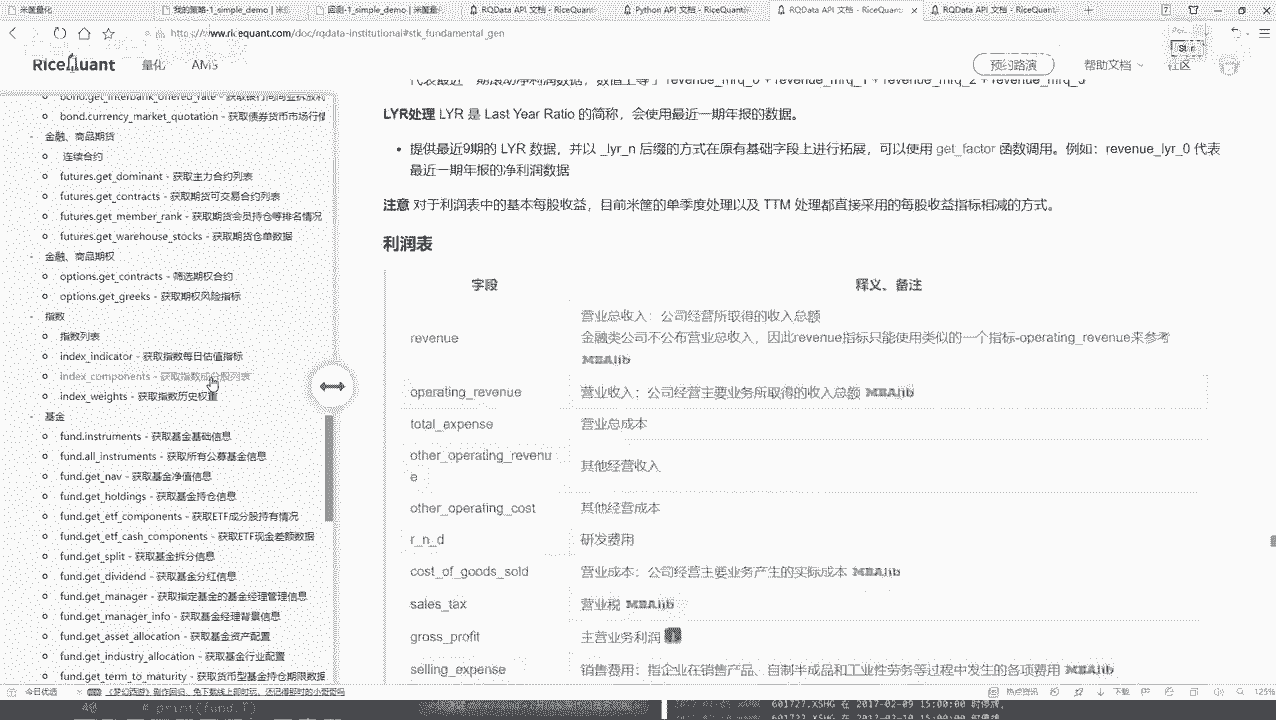 米筐量化
我的策略-1_simple_demo | 米筐
回测-1_simple_demo | 米筐量
RQData API 文档 - RiceQuant
Python API 文档 - RiceQuant
RQData API 文档 - RiceQuant
RQData API 文档 - RiceQuant
https://www.ricequant.com/doc/rqdata-institutional#stk_fundamental_gen
RiceQuant
量化
AMS
预约路演
帮助文档
社区
bond.get_interbank_offered_rate - 获取银行间同业拆放利
bond.currency_market_quotation - 获取债券货币市场行情
金融、商品期货
连续合约
futures.get_dominant - 获取主力合约列表
futures.get_contracts - 获取期货可交易合约列表
futures.get_member_rank - 获取期货会员持仓等排名情况
futures.get_warehouse_stocks - 获取期货仓单数据
金融、商品期权
options.get_contracts - 筛选期权合约
options.get_greeks - 获取期权风险指标
指数
指数列表
index_indicator - 获取指数每日估值指标
index_components - 获取指数成分股列表
index_weights - 获取指数历史权重
基金
fund.instruments - 获取基金基础信息
fund.all_instruments - 获取所有公募基金信息
fund.get_nav - 获取基金净值信息
fund.get_holdings - 获取基金持仓信息
fund.get_etf_components - 获取ETF成分股持有情况
fund.get_etf_cash_components - 获取ETF现金差额数据
fund.get_split - 获取基金拆分信息
fund.get_dividend - 获取基金分红信息
fund.get_manager - 获取指定基金的基金经理管理信息
fund.get_manager_info - 获取基金经理背景信息
fund.get_asset_allocation - 获取基金资产配置
fund.get_industry_allocation - 获取基金行业配置
fund.get_term_to_maturity - 获取货币型基金持仓期限数据
代表最近一期滚动净利润数据，数值上等于 revenue_mrq_0 + revenue_mrq_1 + revenue_mrq_2 + revenue_mrq_3
LYR处理 LYR 是 Last Year Ratio 的简称，会使用最近一期年报的数据。
提供最近9期的 LYR 数据，并以 _lyr_n 后缀的方式在原有基础字段上进行拓展，可以使用 get_factor 函数调用。例如：revenue_lyr_0 代表
最近一期年报的净利润数据
注意 对于利润表中的基本每股收益，目前米筐的单季度处理以及 TTM 处理都直接采用的每股收益指标相减的方式。
利润表
字段 释义、备注
营业总收入：公司经营所取得的收入总额
revenue 金融类公司不公布营业总收入，因此revenue指标只能使用类似的一个指标-operating_revenue来参考
MBAlib
operating_revenue 营业收入：公司经营主要业务所取得的收入总额 MBAlib
total_expense 营业总成本
other_operating_revenu
e 其他经营收入
other_operating_cost 其他经营成本
r_n_d 研发费用
cost_of_goods_sold 营业成本：公司经营主要业务产生的实际成本 MBAlib
sales_tax 营业税 MBAlib
gross_profit 主营业务利润
selling_expense 销售费用：指企业在销售产品、自制半成品和工业性劳务等过程中发生的各项费用 MBAlib
今日优选
热点资讯
下载
125%
40 # print(fund.T)
601727.XSHG 在 2017-02-09 15:00:00 时停牌,
601727.XSHG 在 2017-02-10 15:00:00 时停牌,